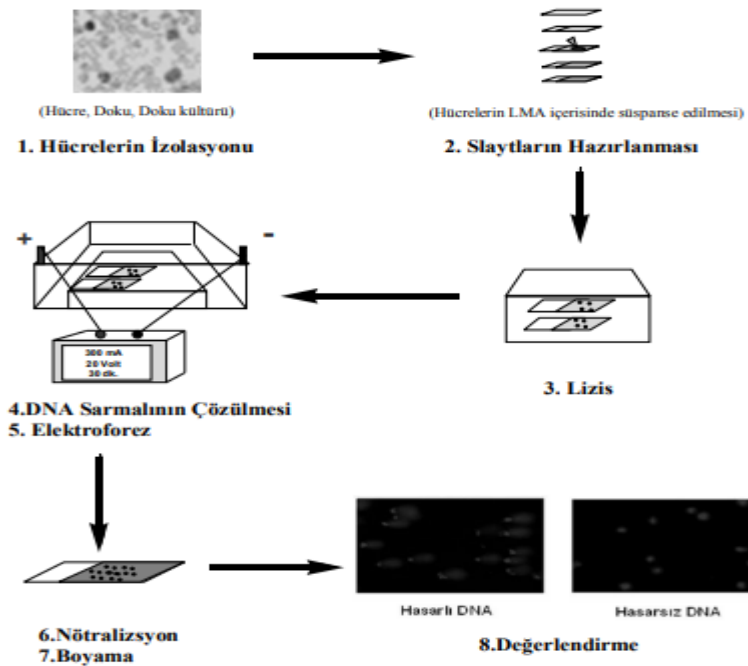 (Hücre, Doku, Doku kültürü)
1. Hücrelerin İzolasyonu
(Hücrelerin LMA içerisinde süspanse edilmesi)
2. Slaytların Hazırlanması
3. Lizis
+ -
300 mA
20 Volt
30 dk.
4.DNA Sarmalının Çözülmesi
5. Elektroforez
6.Nötralizsyon
7.Boyama
Hasarlı DNA
Hasarsız DNA
8.Değerlendirme